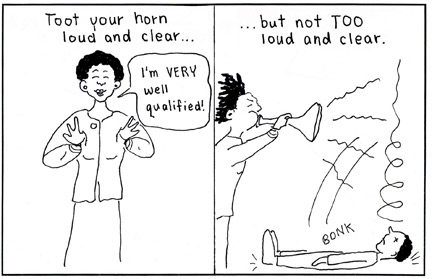 Toot your horn
loud and clear...
I'm VERY
well
qualified!
...but not TOO
loud and clear.
BONK